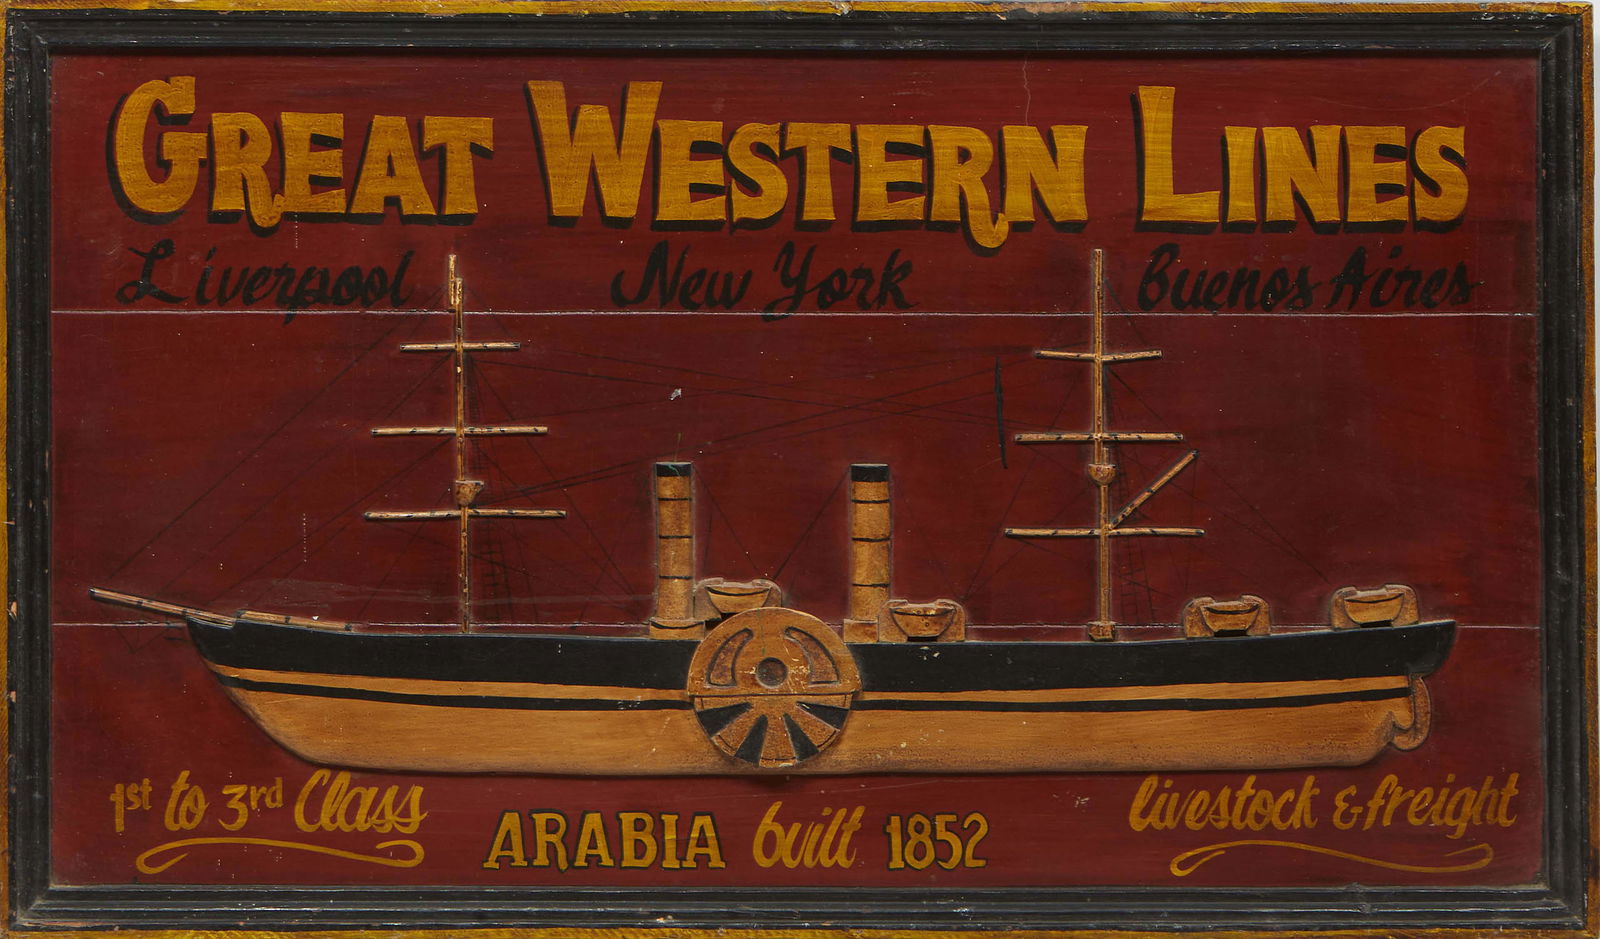 GREAT WESTERN LINES
Liverpool New York Buenos Aires
1st to 3rd Class
ARABIA built 1852
livestock & freight